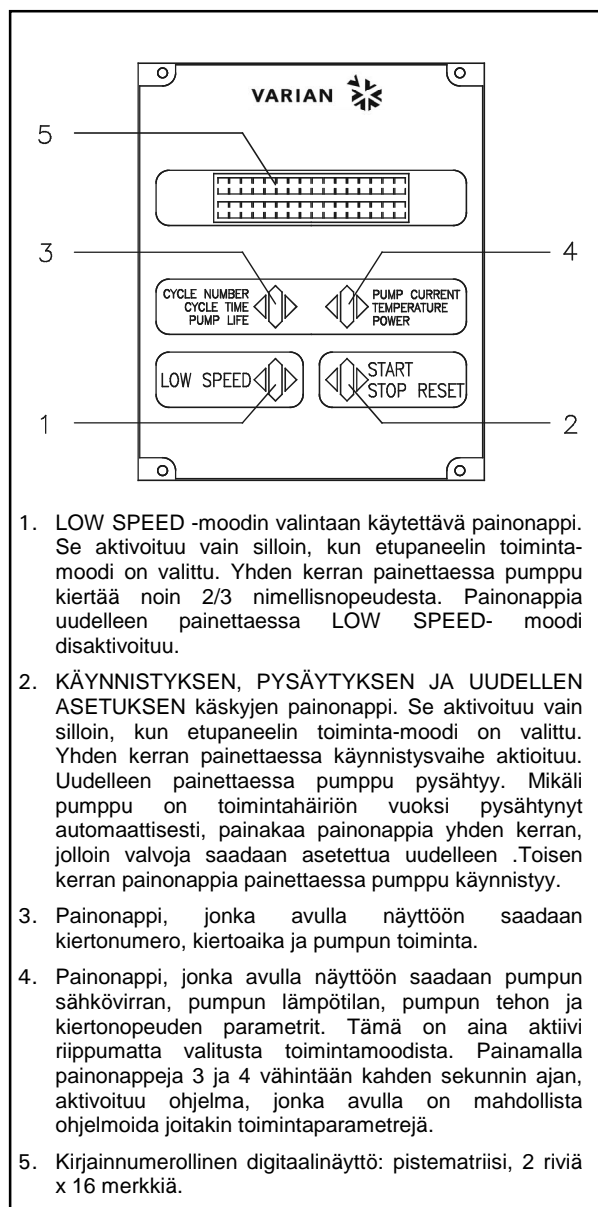 VARIAN
5
3
4
CYCLE NUMBER
CYCLE TIME
PUMP LIFE
PUMP CURRENT
TEMPERATURE
POWER
LOW SPEED
START
STOP RESET
1
2
1. LOW SPEED -moodin valintaan käytettävä painonappi.
Se aktivoituu vain silloin, kun etupaneelin toiminta-
moodi on valittu. Yhden kerran painettaessa pumppu
kiertää noin 2/3 nimellisnopeudesta. Painonappia
uudelleen painettaessa LOW SPEED- moodi
disaktivoituu.
2. KÄYNNISTYKSEN, PYSÄYTYKSEN JA UUDELLEN
ASETUKSEN käskyjen painonappi. Se aktivoituu vain
silloin, kun etupaneelin toiminta-moodi on valittu.
Yhden kerran painettaessa käynnistysvaihe aktioituu.
Uudelleen painettaessa pumppu pysähtyy. Mikäli
pumppu on toimintahäiriön vuoksi pysähtynyt
automaattisesti, painakaa painonappia yhden kerran,
jolloin valvoja saadaan asetettua uudelleen .Toisen
kerran painonappia painettaessa pumppu käynnistyy.
3. Painonappi, jonka avulla näyttöön saadaan
kiertonumero, kiertoaika ja pumpun toiminta.
4. Painonappi, jonka avulla näyttöön saadaan pumpun
sähkövirran, pumpun lämpötilan, pumpun tehon ja
kiertonopeuden parametrit. Tämä on aina aktiivi
riippumatta valitusta toimintamoodista. Painamalla
painonappeja 3 ja 4 vähintään kahden sekunnin ajan,
aktivoituu ohjelma, jonka avulla on mahdollista
ohjelmoida joitakin toimintaparametrejä.
5. Kirjainnumerollinen digitaalinäyttö: pistematriisi, 2 riviä
x 16 merkkiä.